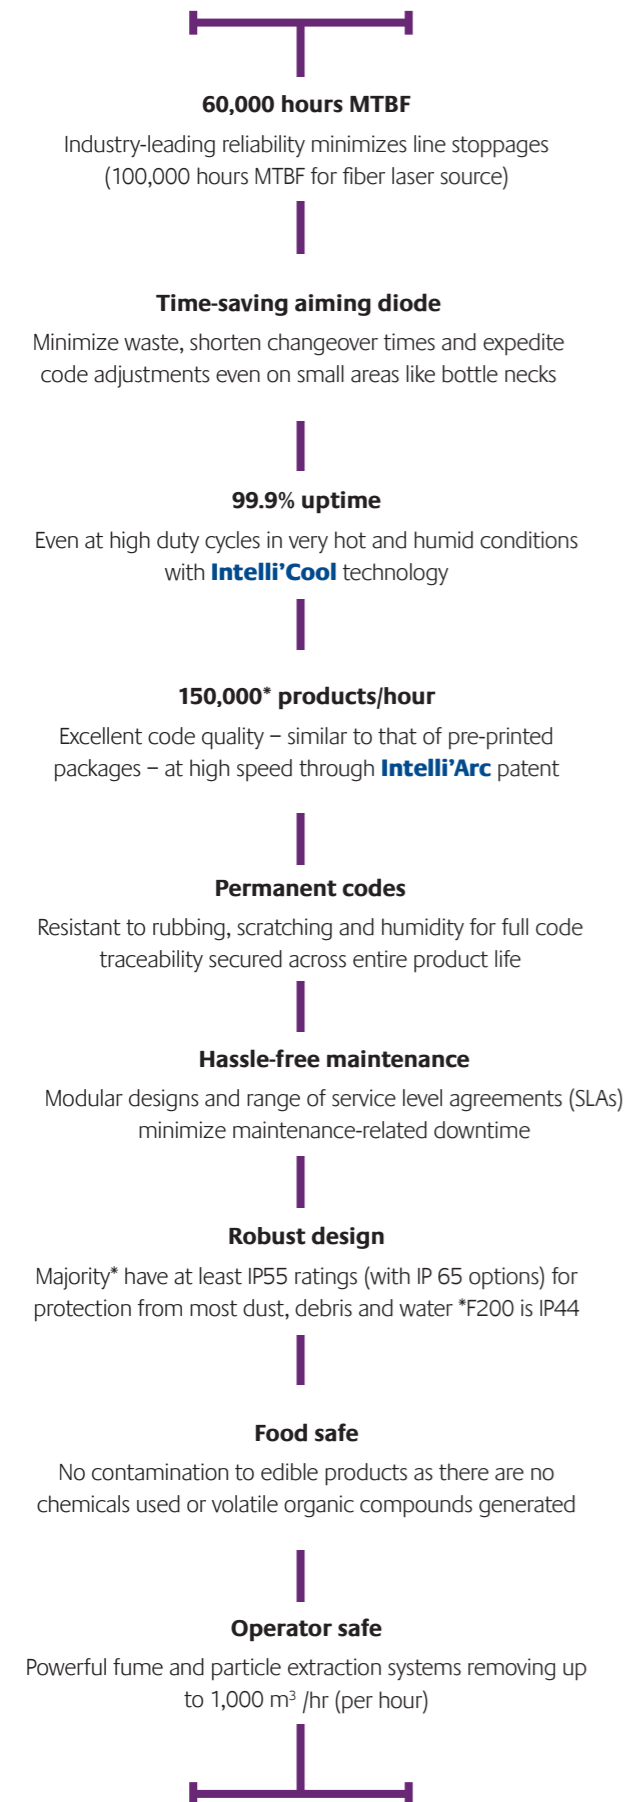 60,000 hours MTBF
Industry-leading reliability minimizes line stoppages
(100,000 hours MTBF for fiber laser source)
Time-saving aiming diode
Minimize waste, shorten changeover times and expedite
code adjustments even on small areas like bottle necks
99.9% uptime
Even at high duty cycles in very hot and humid conditions
with Intelli’Cool technology
150,000* products/hour
Excellent code quality – similar to that of pre-printed
packages – at high speed through Intelli’Arc patent
Permanent codes
Resistant to rubbing, scratching and humidity for full code
traceability secured across entire product life
Hassle-free maintenance
Modular designs and range of service level agreements (SLAs)
minimize maintenance-related downtime
Robust design
Majority* have at least IP55 ratings (with IP 65 options) for
protection from most dust, debris and water *F200 is IP44
Food safe
No contamination to edible products as there are no
chemicals used or volatile organic compounds generated
Operator safe
Powerful fume and particle extraction systems removing up
to 1,000 m³ /hr (per hour)